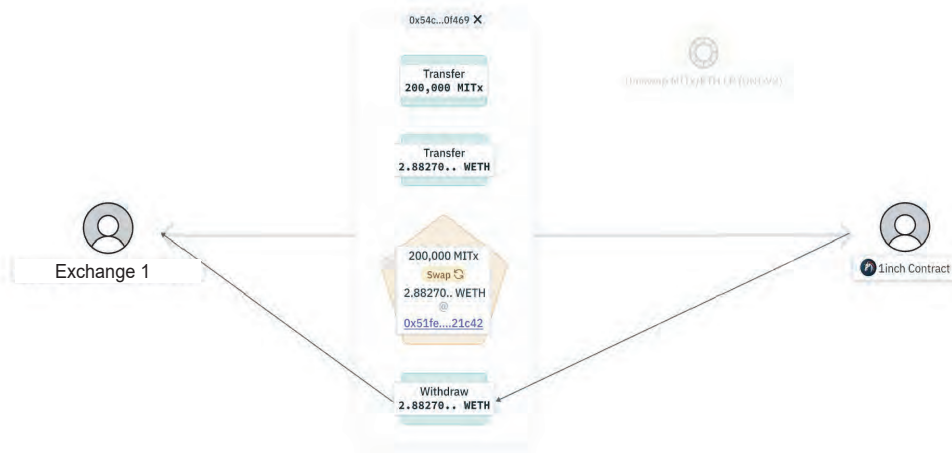 0x54c...0f469 X
Transfer
200,000 MITx
Transfer
2.88270.. WETH
Exchange 1
200,000 MITx
Swap
2.88270.. WETH
@
0x51fe....21c42
1inch Contract
Withdraw
2.88270.. WETH